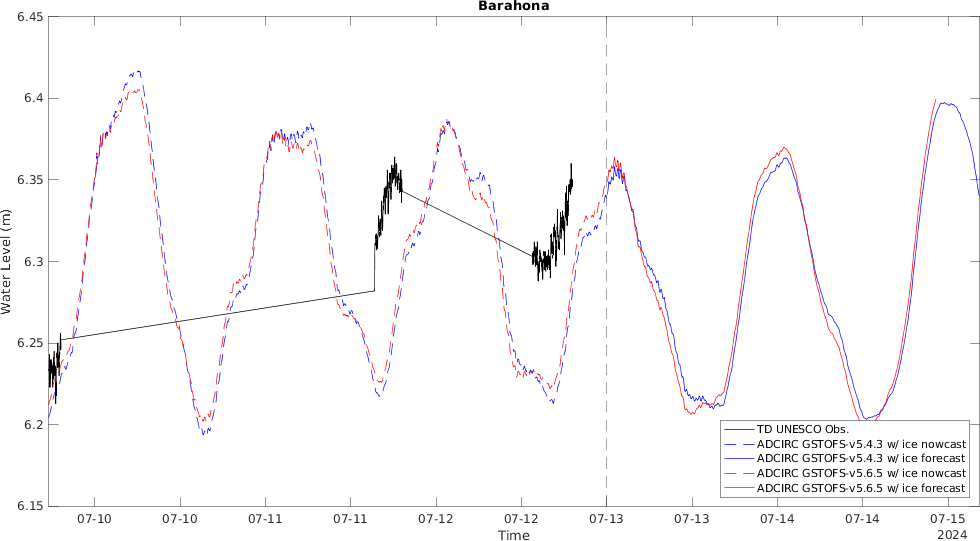 Barahona
6.45
6.4
6.35
6.3
6.25
6.2
6.15
Water Level (m)
TD UNESCO Obs.
ADCIRC GSTOFS-v5.4.3 w/ ice nowcast
ADCIRC GSTOFS-v5.4.3 w/ ice forecast
ADCIRC GSTOFS-v5.6.5 w/ ice nowcast
ADCIRC GSTOFS-v5.6.5 w/ ice forecast
07-10 07-10 07-11 07-11 07-12 07-12 07-13 07-13 07-14 07-14 07-15
Time 2024